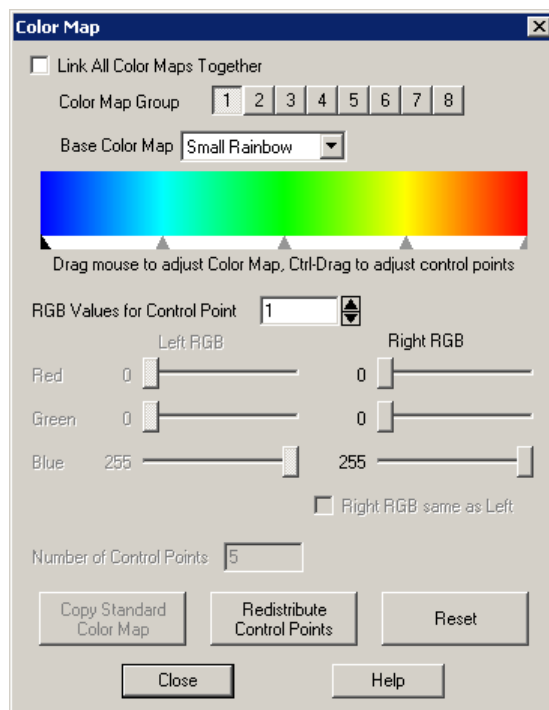 Color Map
Link All Color Maps Together
Color Map Group 1 2 3 4 5 6 7 8
Base Color Map Small Rainbow
Drag mouse to adjust Color Map, Ctrl-Drag to adjust control points
RGB Values for Control Point 1
Left RGB Right RGB
Red 0 0
Green 0 0
Blue 255 255
Right RGB same as Left
Number of Control Points 5
Copy Standard Color Map
Redistribute Control Points
Reset
Close Help